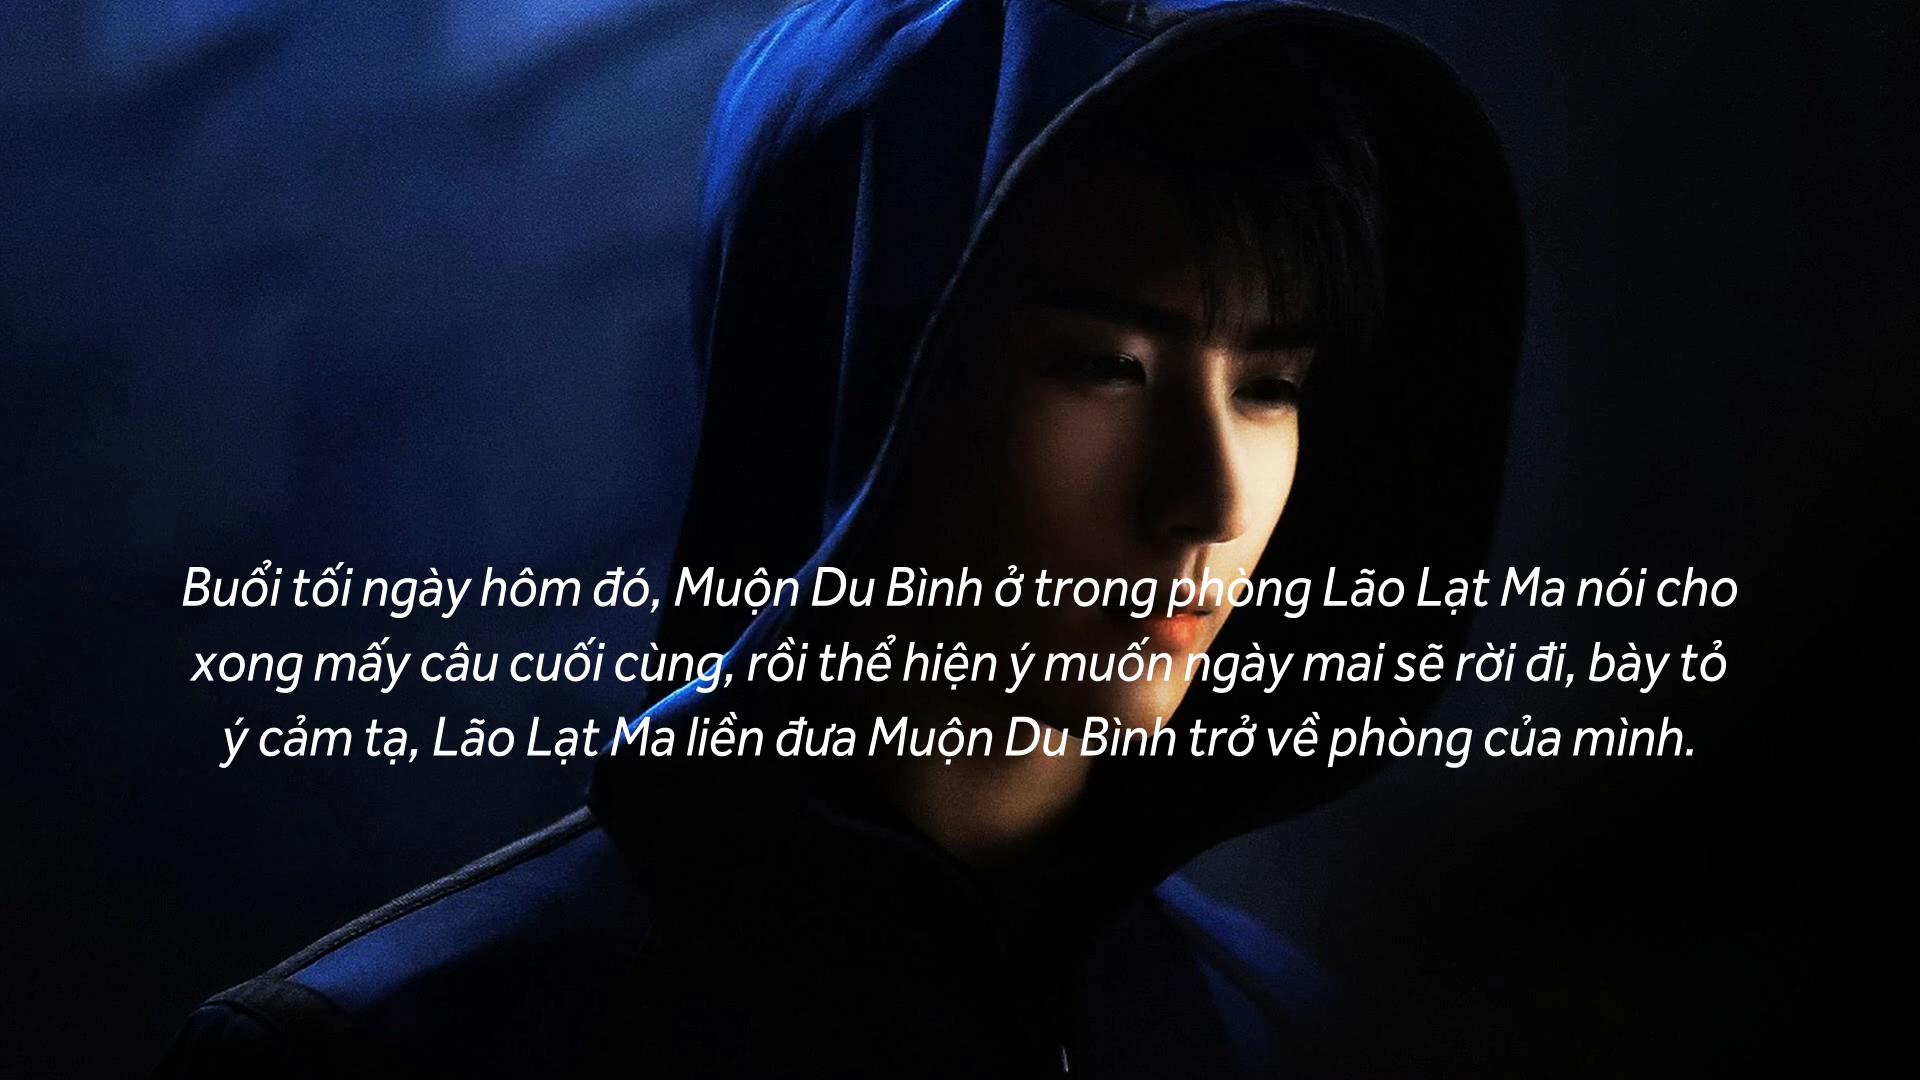 Buổi tối ngày hôm đó, Muộn Du Bình ở trong phòng Lão Lạt Ma nói cho
xong mấy câu cuối cùng, rồi thể hiện ý muốn ngày mai sẽ rời đi, bày tỏ
ý cảm tạ, Lão Lạt Ma liền đưa Muộn Du Bình trở về phòng của mình.